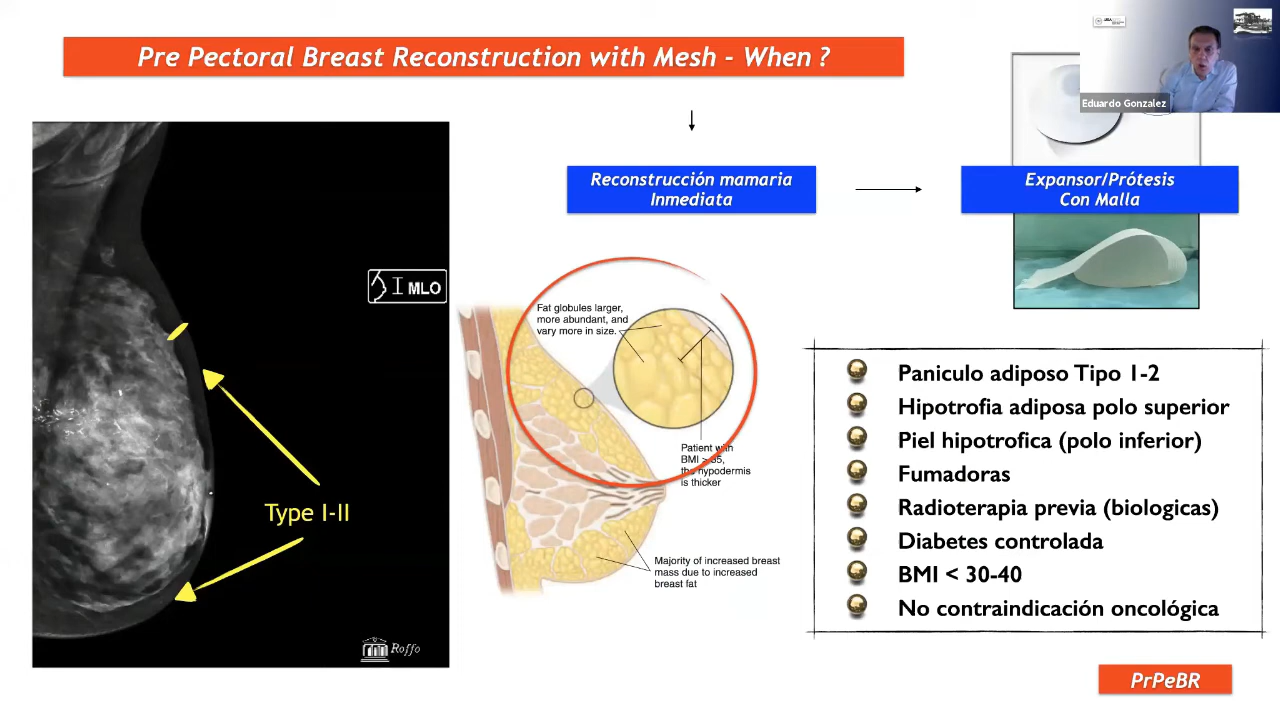 Pre Pectoral Breast Reconstruction with Mesh - When ?
Eduardo Gonzalez
Reconstrucción mamaria
Inmediata
Expansor/Prótesis
Con Malla
I MLO
Type I-II
Roffo
Fat globules larger,
more abundant, and
vary more in size.
Patient with
BMI > 35,
the hypodermis
is thicker
Majority of increased breast
mass due to increased
breast fat
Paniculo adiposo Tipo 1-2
Hipotrofia adiposa polo superior
Piel hipotrofica (polo inferior)
Fumadoras
Radioterapia previa (biologicas)
Diabetes controlada
BMI < 30-40
No contraindicación oncológica
PrPeBR